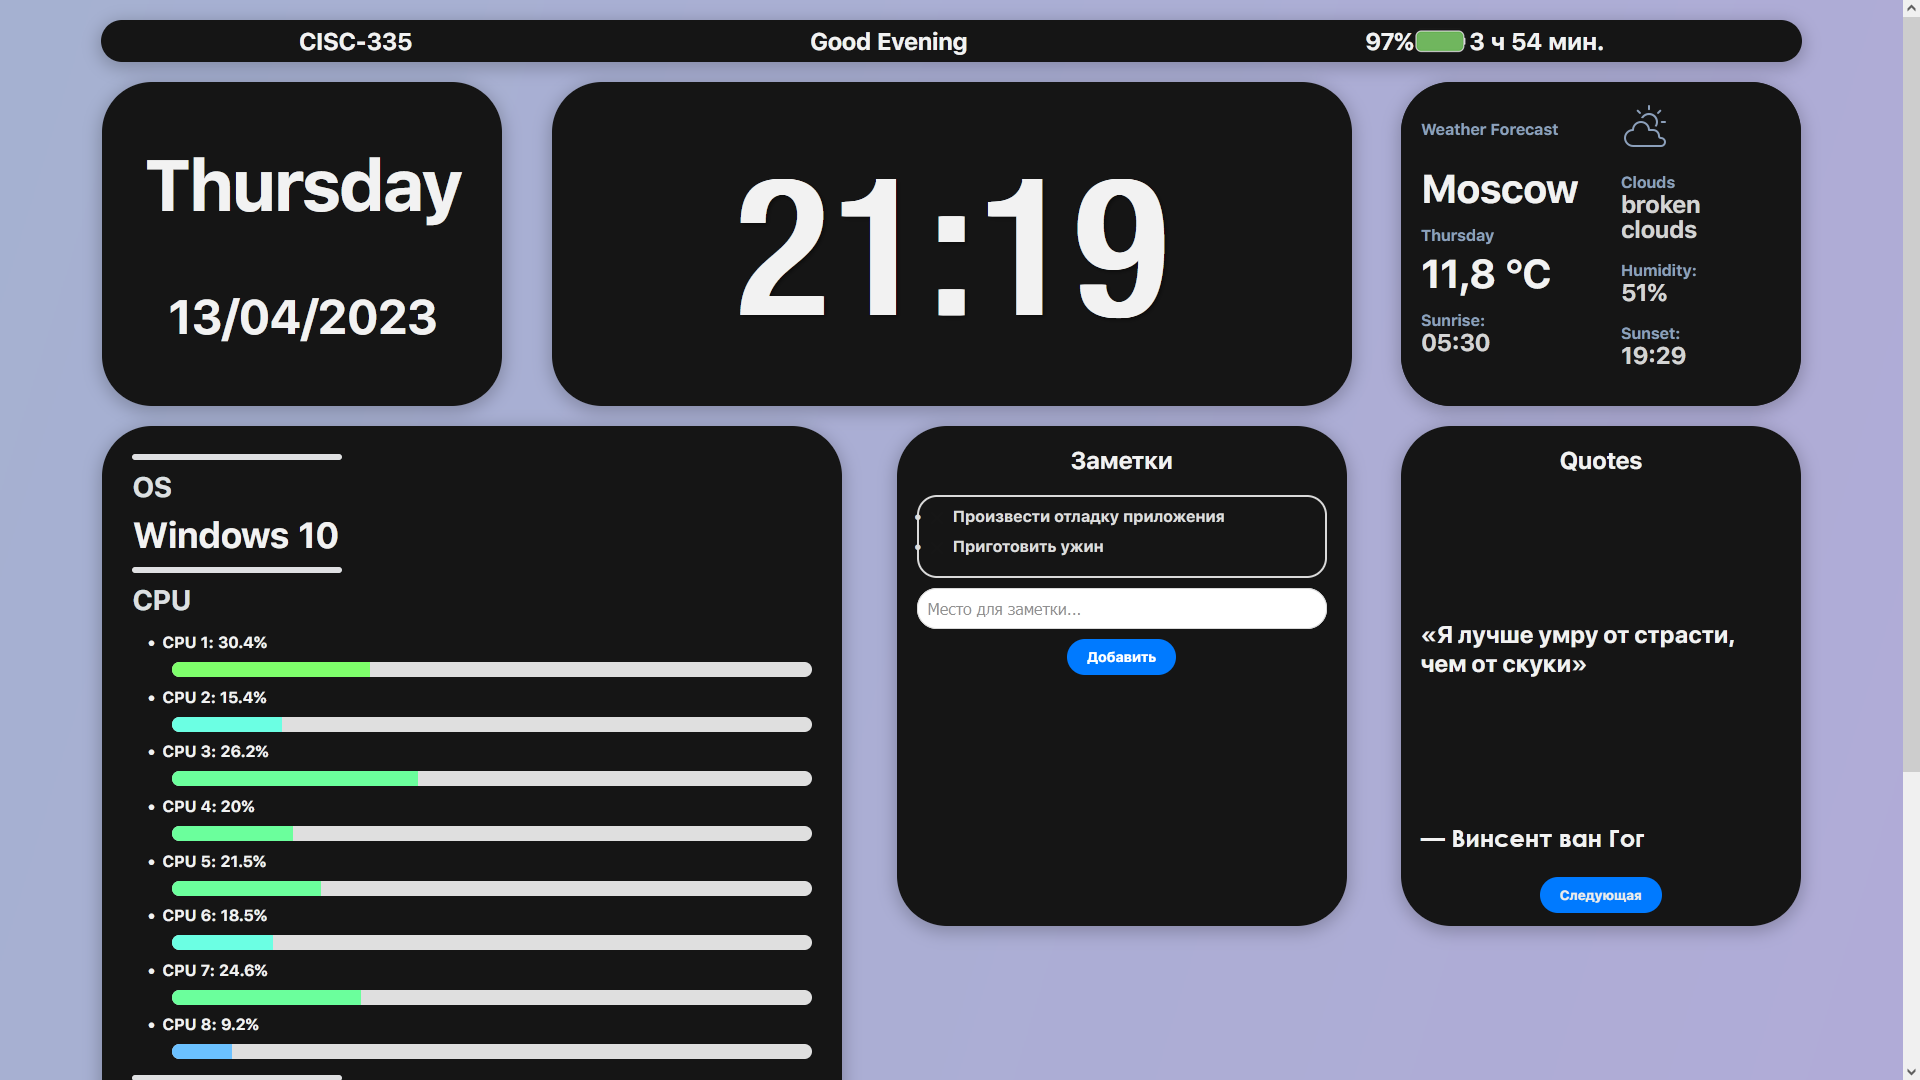 CISC-335
Good Evening
97%
3 ч 54 мин.
Thursday
13/04/2023
21:19
Weather Forecast
Moscow
Thursday
11,8 °C
Sunrise:
05:30
Clouds
broken
clouds
Humidity:
51%
Sunset:
19:29
OS
Windows 10
CPU
• CPU 1: 30.4%
• CPU 2: 15.4%
• CPU 3: 26.2%
• CPU 4: 20%
• CPU 5: 21.5%
• CPU 6: 18.5%
• CPU 7: 24.6%
• CPU 8: 9.2%
Заметки
• Произвести отладку приложения
• Приготовить ужин
Место для заметки...
Добавить
Quotes
«Я лучше умру от страсти,
чем от скуки»
— Винсент ван Гог
Следующая